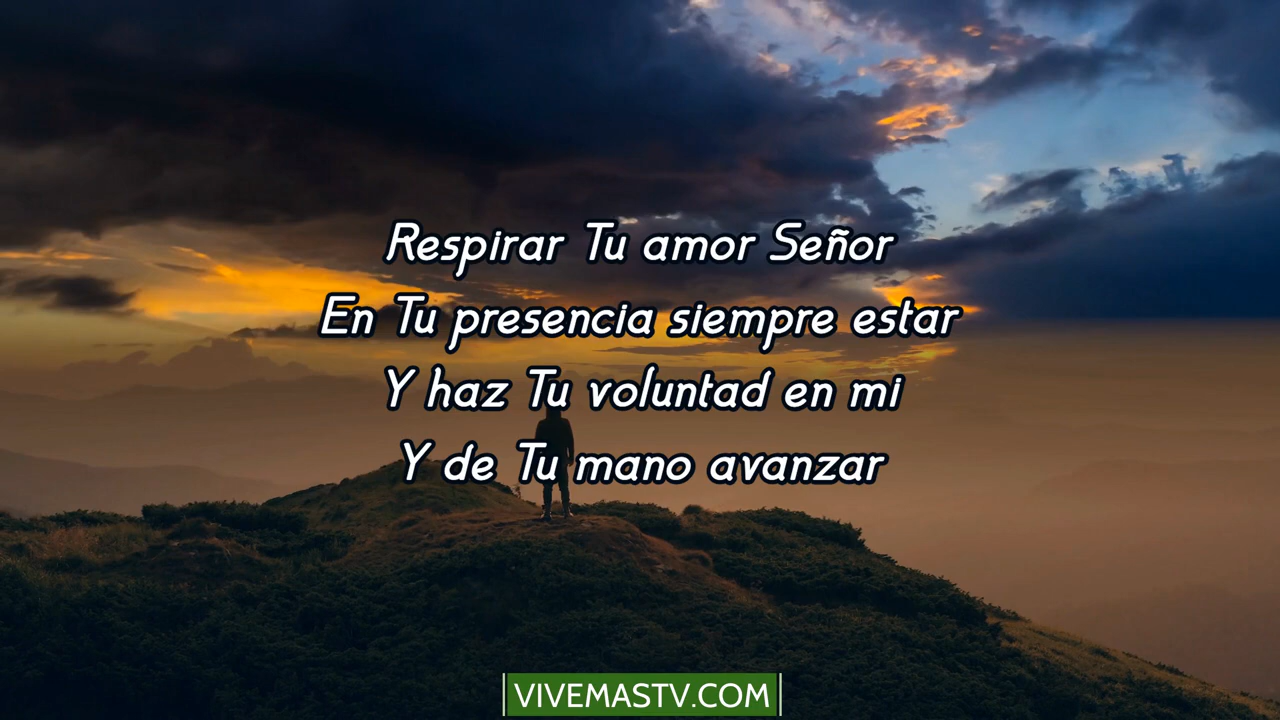 Respirar Tu amor Señor
En Tu presencia siempre estar
Y haz Tu voluntad en mi
Y de Tu mano avanzar
VIVEMASTV.COM